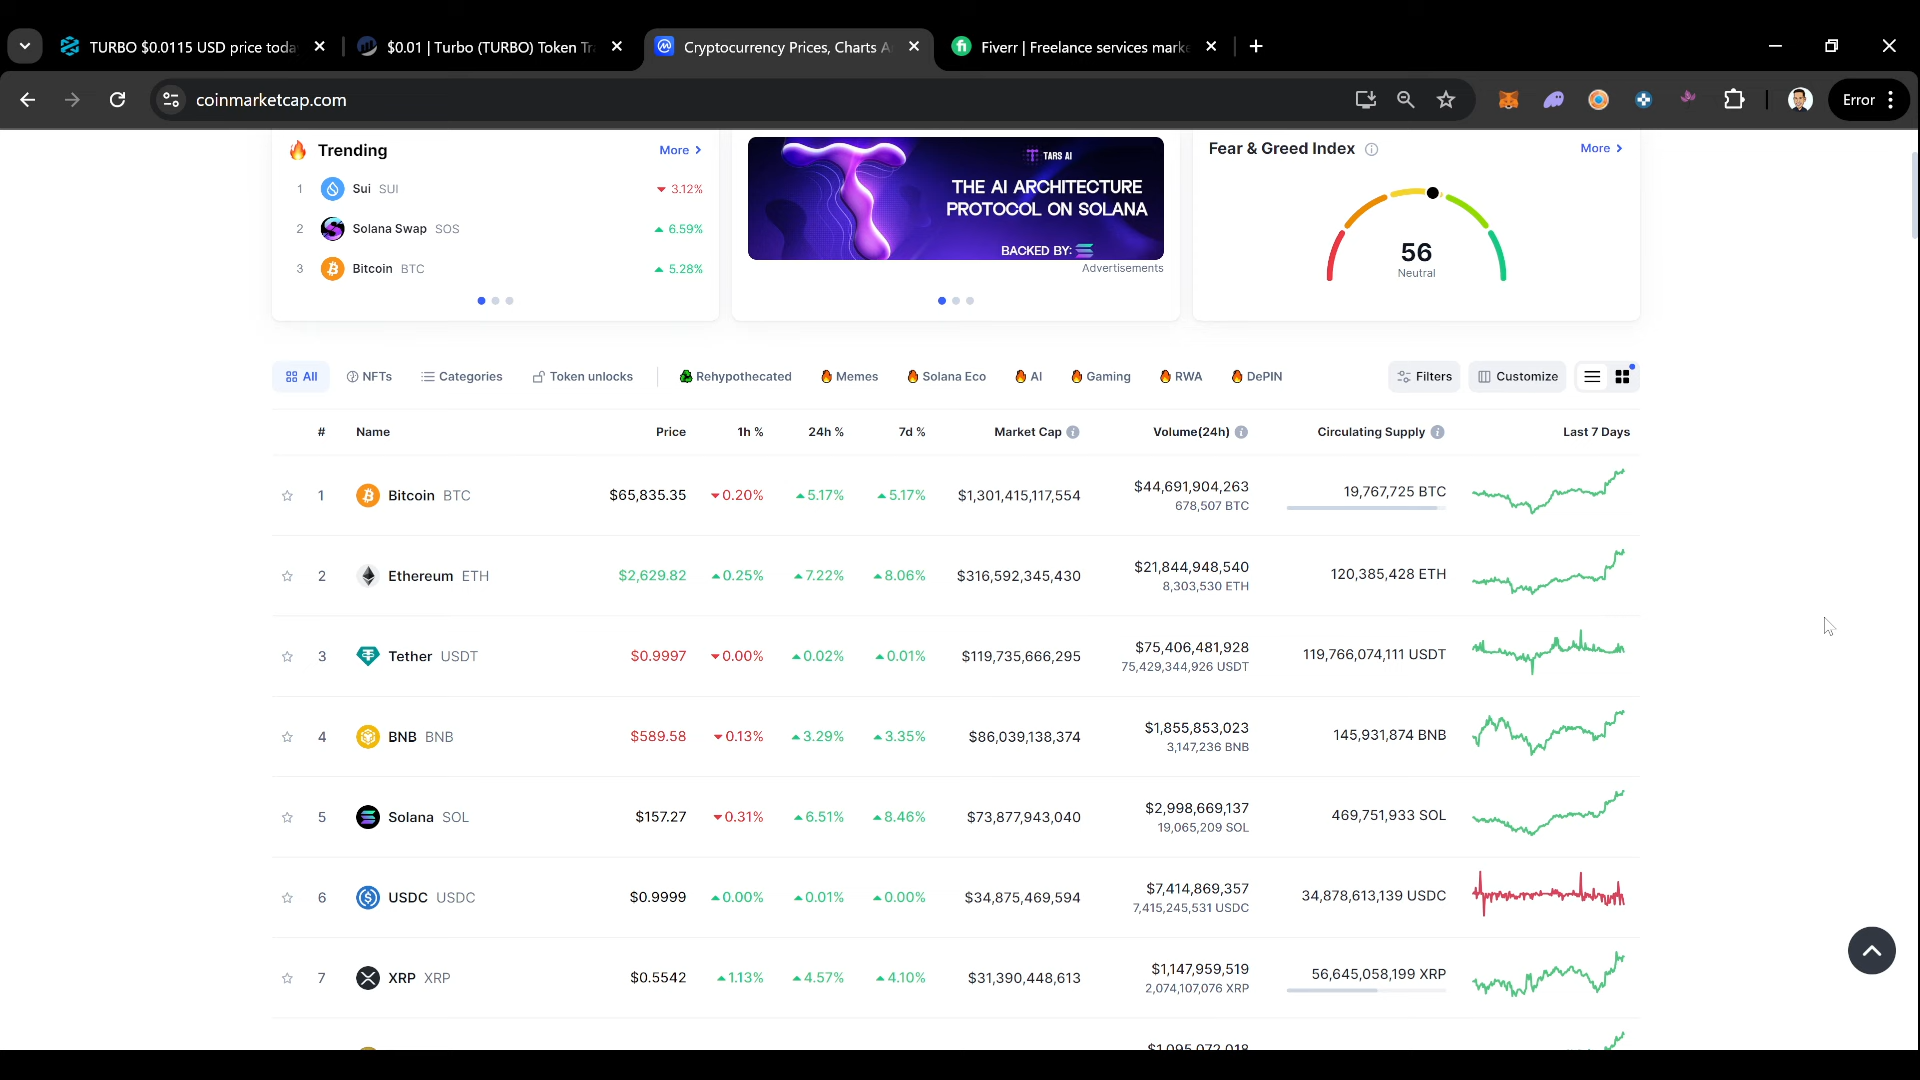 TURBO $0.0115 USD price toda
$0.01 | Turbo (TURBO) Token Tr
Cryptocurrency Prices, Charts A
Fiverr | Freelance services marke
coinmarketcap.com
Error
Trending
More >
1 Sui SUI 3.12%
2 Solana Swap SOS 6.59%
3 Bitcoin BTC 5.28%
TARS AI
THE AI ARCHITECTURE
PROTOCOL ON SOLANA
BACKED BY:
Advertisements
Fear & Greed Index
More >
56
Neutral
All NFTs Categories Token unlocks Rehypothecated Memes Solana Eco AI Gaming RWA DePIN Filters Customize
# Name Price 1h % 24h % 7d % Market Cap Volume(24h) Circulating Supply Last 7 Days
1 Bitcoin BTC $65,835.35 0.20% 5.17% 5.17% $1,301,415,117,554 $44,691,904,263 19,767,725 BTC
678,507 BTC
2 Ethereum ETH $2,629.82 0.25% 7.22% 8.06% $316,592,345,430 $21,844,948,540 120,385,428 ETH
8,303,530 ETH
3 Tether USDT $0.9997 0.00% 0.02% 0.01% $119,735,666,295 $75,406,481,928 119,766,074,111 USDT
75,429,344,926 USDT
4 BNB BNB $589.58 0.13% 3.29% 3.35% $86,039,138,374 $1,855,853,023 145,931,874 BNB
3,147,236 BNB
5 Solana SOL $157.27 0.31% 6.51% 8.46% $73,877,943,040 $2,998,669,137 469,751,933 SOL
19,065,209 SOL
6 USDC USDC $0.9999 0.00% 0.01% 0.00% $34,875,469,594 $7,414,869,357 34,878,613,139 USDC
7,415,245,531 USDC
7 XRP XRP $0.5542 1.13% 4.57% 4.10% $31,390,448,613 $1,147,959,519 56,645,058,199 XRP
2,074,107,076 XRP